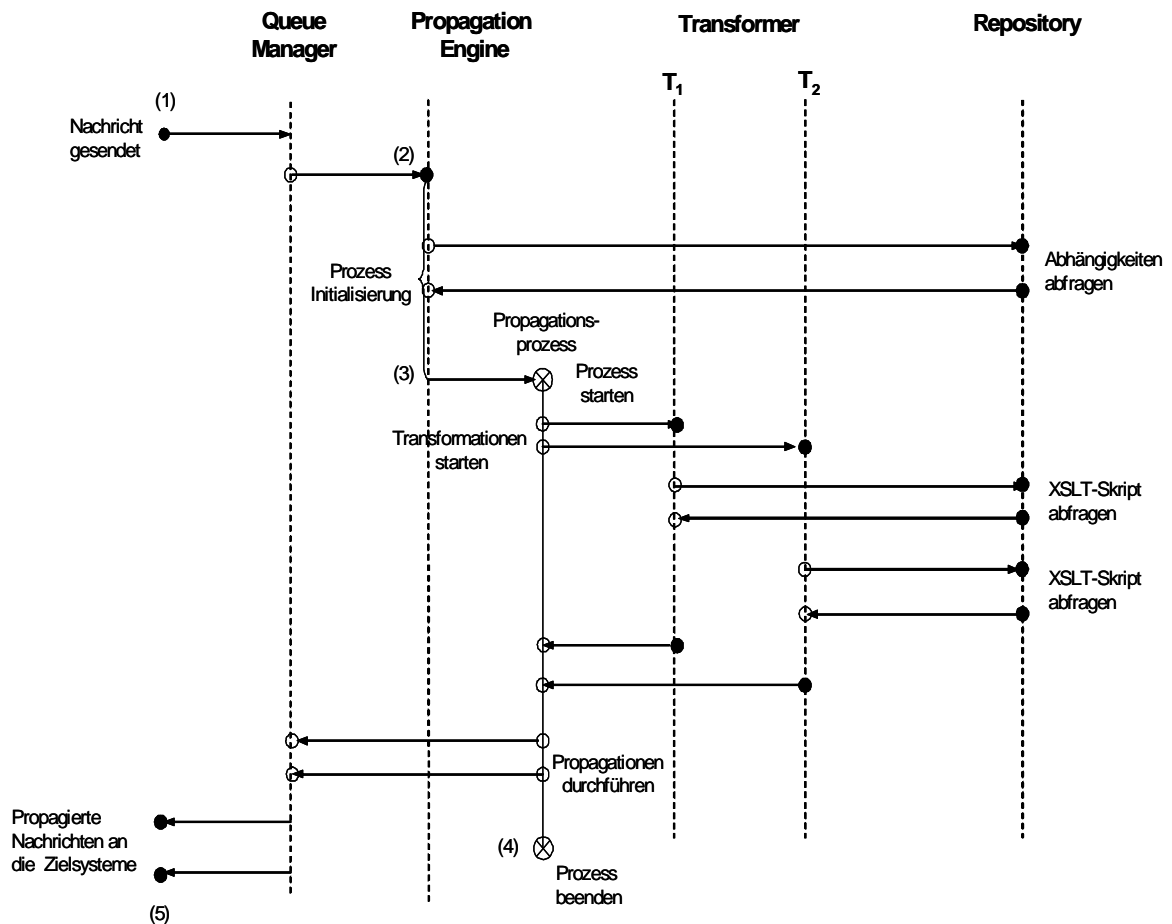 Queue
Manager
Propagation
Engine
Transformer
Repository
T1
T2
(1)
Nachricht
gesendet
(2)
Prozess
Initialisierung
Abhängigkeiten
abfragen
Propagations-
prozess
(3)
Prozess
starten
Transformationen
starten
XSLT-Skript
abfragen
XSLT-Skript
abfragen
Propagationen
durchführen
Propagierte
Nachrichten an
die Zielsysteme
(4)
Prozess
beenden
(5)